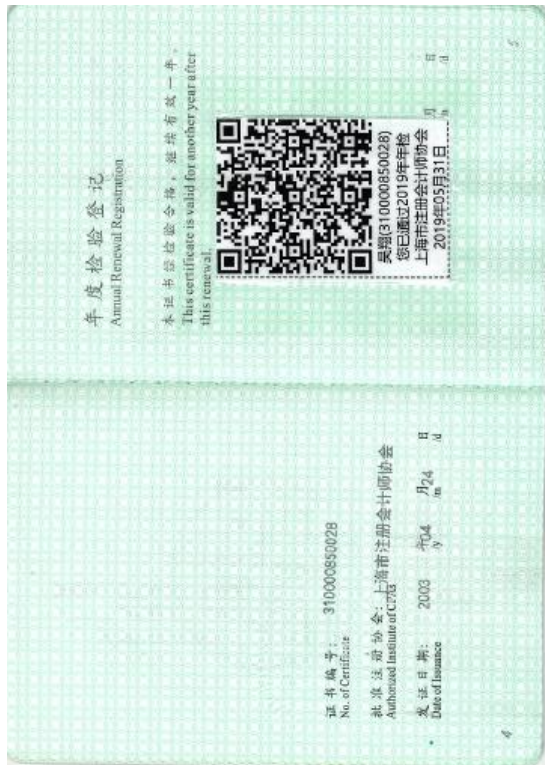 证书编号： 310000850028
No. of Certificate
批准注册协会：上海市注册会计师协会
Authorized Institute of CPAs
发证日期： 2003 年04 月24 日
Date of Issuance /y /m /d
4
年度检验登记
Annual Renewal Registration
本证书经检验合格，继续有效一年。
This certificate is valid for another year after
this renewal.
吴翔(310000850028)
您已通过2019年年检
上海市注册会计师协会
2019年05月31日
月 日
/m /d
5